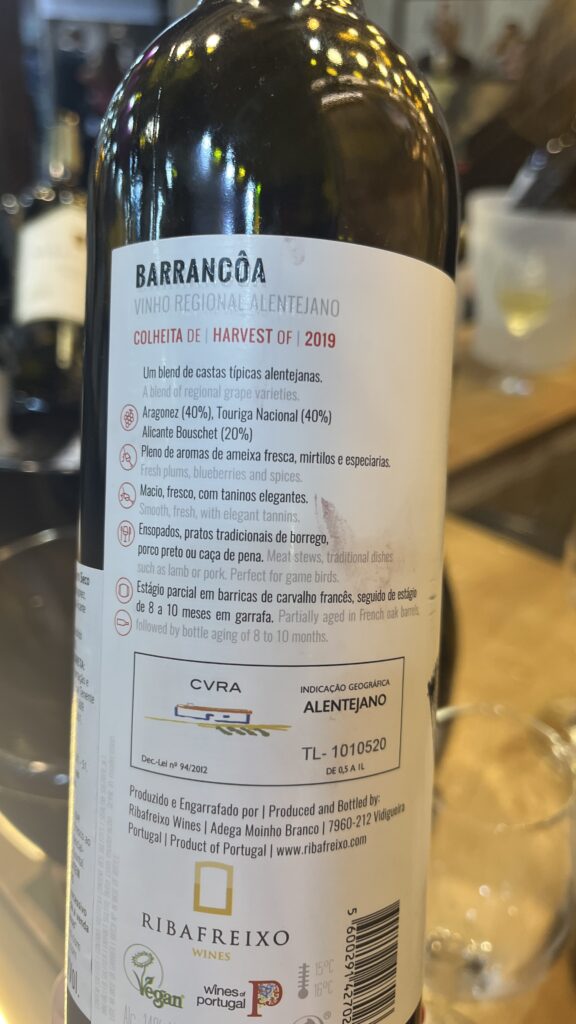 BARRANCÔA
VINHO REGIONAL ALENTEJANO
COLHEITA DE | HARVEST OF | 2019
Um blend de castas típicas alentejanas.
A blend of regional grape varieties.
Aragonez (40%), Touriga Nacional (40%)
Alicante Bouschet (20%)
Pleno de aromas de ameixa fresca, mirtilos e especiarias.
Fresh plums, blueberries and spices.
Macio, fresco, com taninos elegantes.
Smooth, fresh, with elegant tannins.
Ensopados, pratos tradicionais de borrego,
porco preto ou caça de pena. Meat stews, traditional dishes
such as lamb or pork. Perfect for game birds.
Estágio parcial em barricas de carvalho francês, seguido de estágio
de 8 a 10 meses em garrafa. Partially aged in French oak barrels
followed by bottle aging of 8 to 10 months.
CVRA
INDICAÇÃO GEOGRÁFICA
ALENTEJANO
TL- 1010520
Dec.-Lei nº 94/2012
DE 0,5 A 1L
Produzido e Engarrafado por | Produced and Bottled by:
Ribafreixo Wines | Adega Moinho Branco | 7960-212 Vidigueira
Portugal | Product of Portugal | www.ribafreixo.com
RIBAFREIXO
WINES
Vegan
wines of
portugal
15ºC
16ºC
5 600291 42702